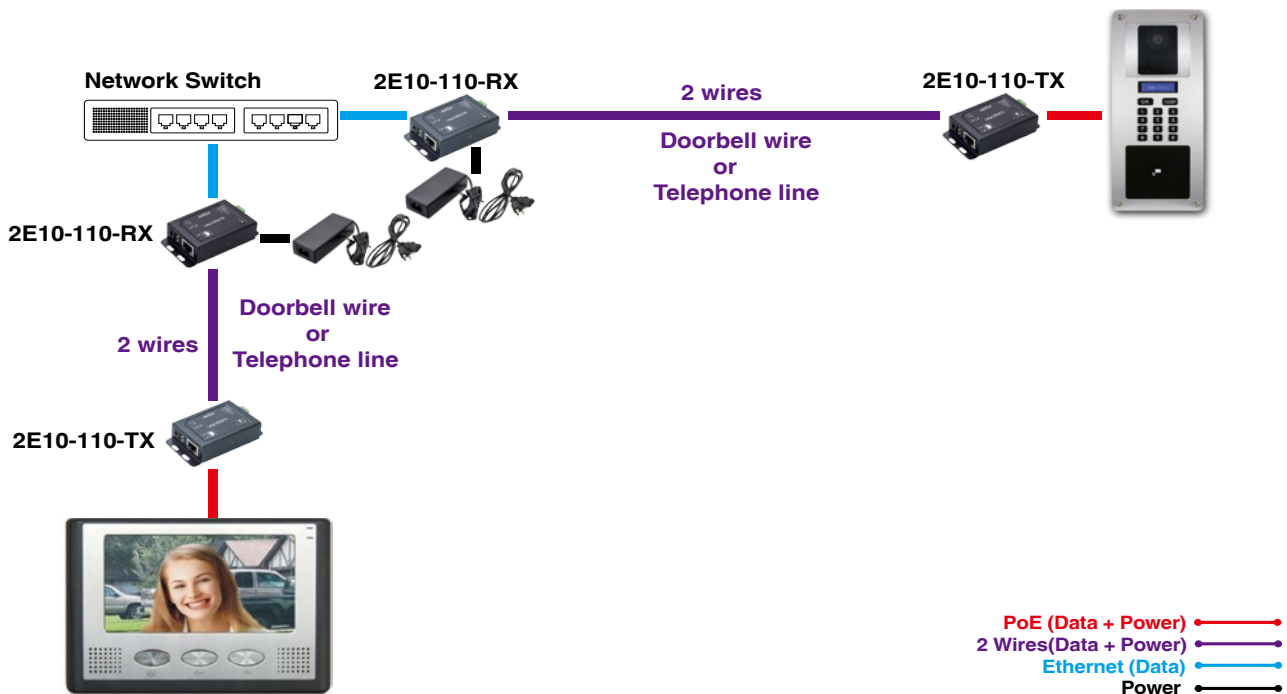 Network Switch
2E10-110-RX
2 wires
Doorbell wire
or
Telephone line
2E10-110-TX
2E10-110-RX
2 wires
Doorbell wire
or
Telephone line
2E10-110-TX
PoE (Data + Power)
2 Wires(Data + Power)
Ethernet (Data)
Power